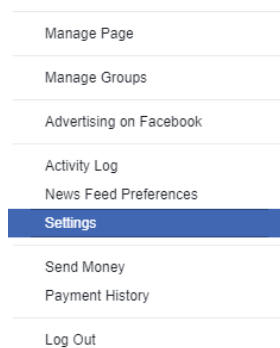 Manage Page
Manage Groups
Advertising on Facebook
Activity Log
News Feed Preferences
Settings
Send Money
Payment History
Log Out